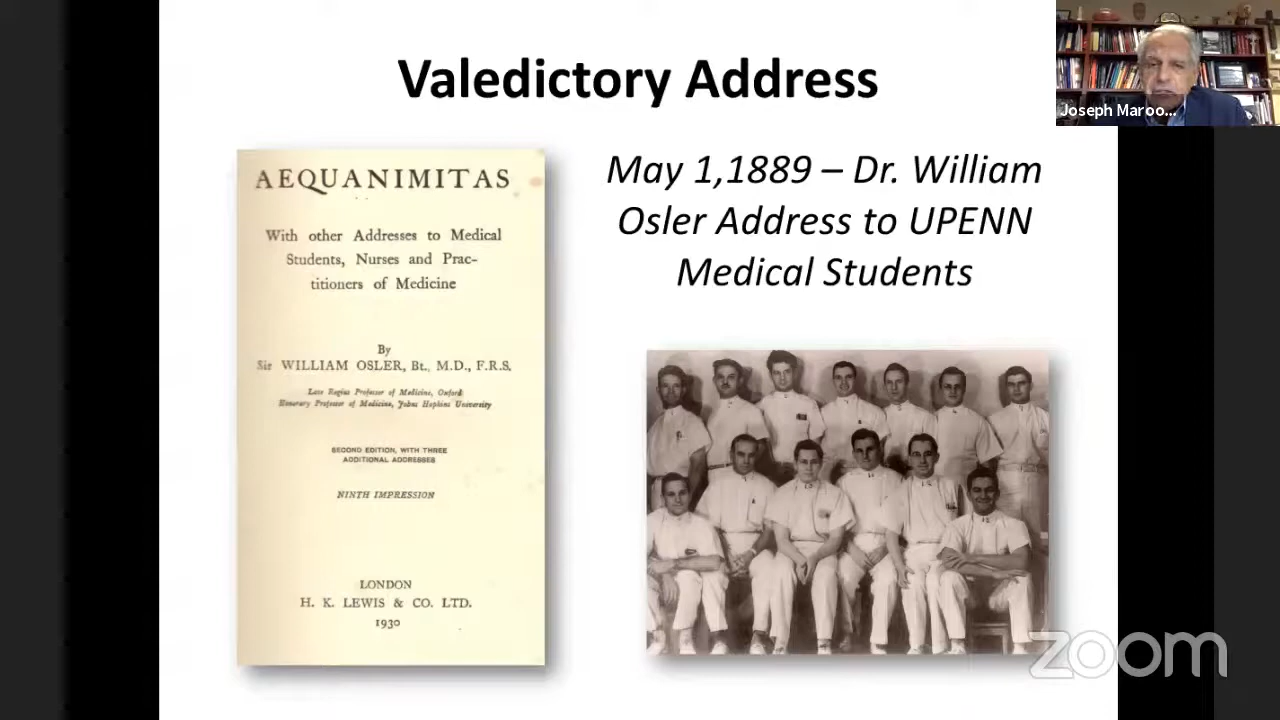 Valedictory Address
Joseph Maroo...
AEQUANIMITAS
With other Addresses to Medical
Students, Nurses and Prac-
titioners of Medicine
By
Sir WILLIAM OSLER, Bt., M.D., F.R.S.
Late Regius Professor of Medicine, Oxford
Honorary Professor of Medicine, Johns Hopkins University
SECOND EDITION, WITH THREE
ADDITIONAL ADDRESSES
NINTH IMPRESSION
LONDON
H. K. LEWIS & CO. LTD.
1930
May 1,1889 – Dr. William
Osler Address to UPENN
Medical Students
zoom